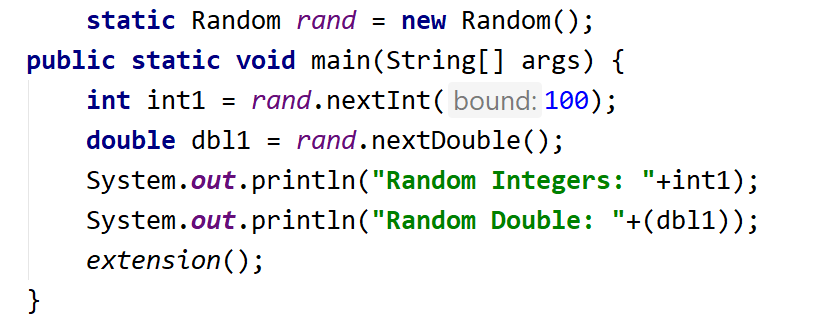 static Random rand = new Random();
public static void main(String[] args) {
int int1 = rand.nextInt( bound: 100);
double dbl1 = rand.nextDouble();
System.out.println("Random Integers: "+int1);
System.out.println("Random Double: "+(dbl1));
extension();
}